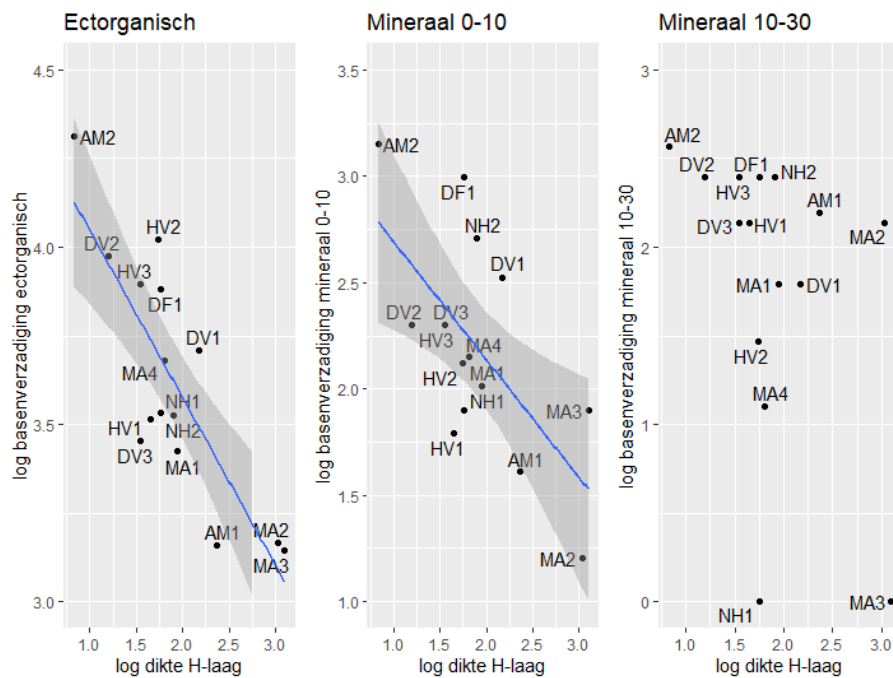 Ectorganisch
log basenverzadiging ectorganisch
4.5
4.0
3.5
3.0
AM2
HV2
DV2
HV3
DF1
DV1
MA4
NH1
HV1
NH2
DV3
MA1
AM1
MA2
MA3
1.0 1.5 2.0 2.5 3.0
log dikte H-laag
Mineraal 0-10
log basenverzadiging mineraal 0-10
3.5
3.0
2.5
2.0
1.5
1.0
AM2
DF1
NH2
DV1
DV2 DV3
HV3
MA4
HV2 MA1
NH1
MA3
HV1
AM1
MA2
1.0 1.5 2.0 2.5 3.0
log dikte H-laag
Mineraal 10-30
log basenverzadiging mineraal 10-30
3
2
1
0
AM2
DV2 DF1 NH2
HV3
AM1
DV3 HV1
MA2
MA1 DV1
HV2
MA4
NH1
MA3
1.0 1.5 2.0 2.5 3.0
log dikte H-laag